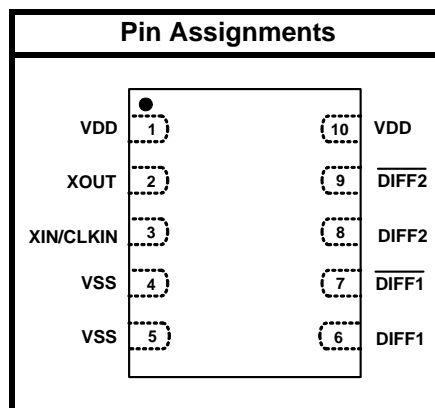 Pin Assignments
VDD 1 10 VDD
XOUT 2 9 DIFF2
XIN/CLKIN 3 8 DIFF2
VSS 4 7 DIFF1
VSS 5 6 DIFF1